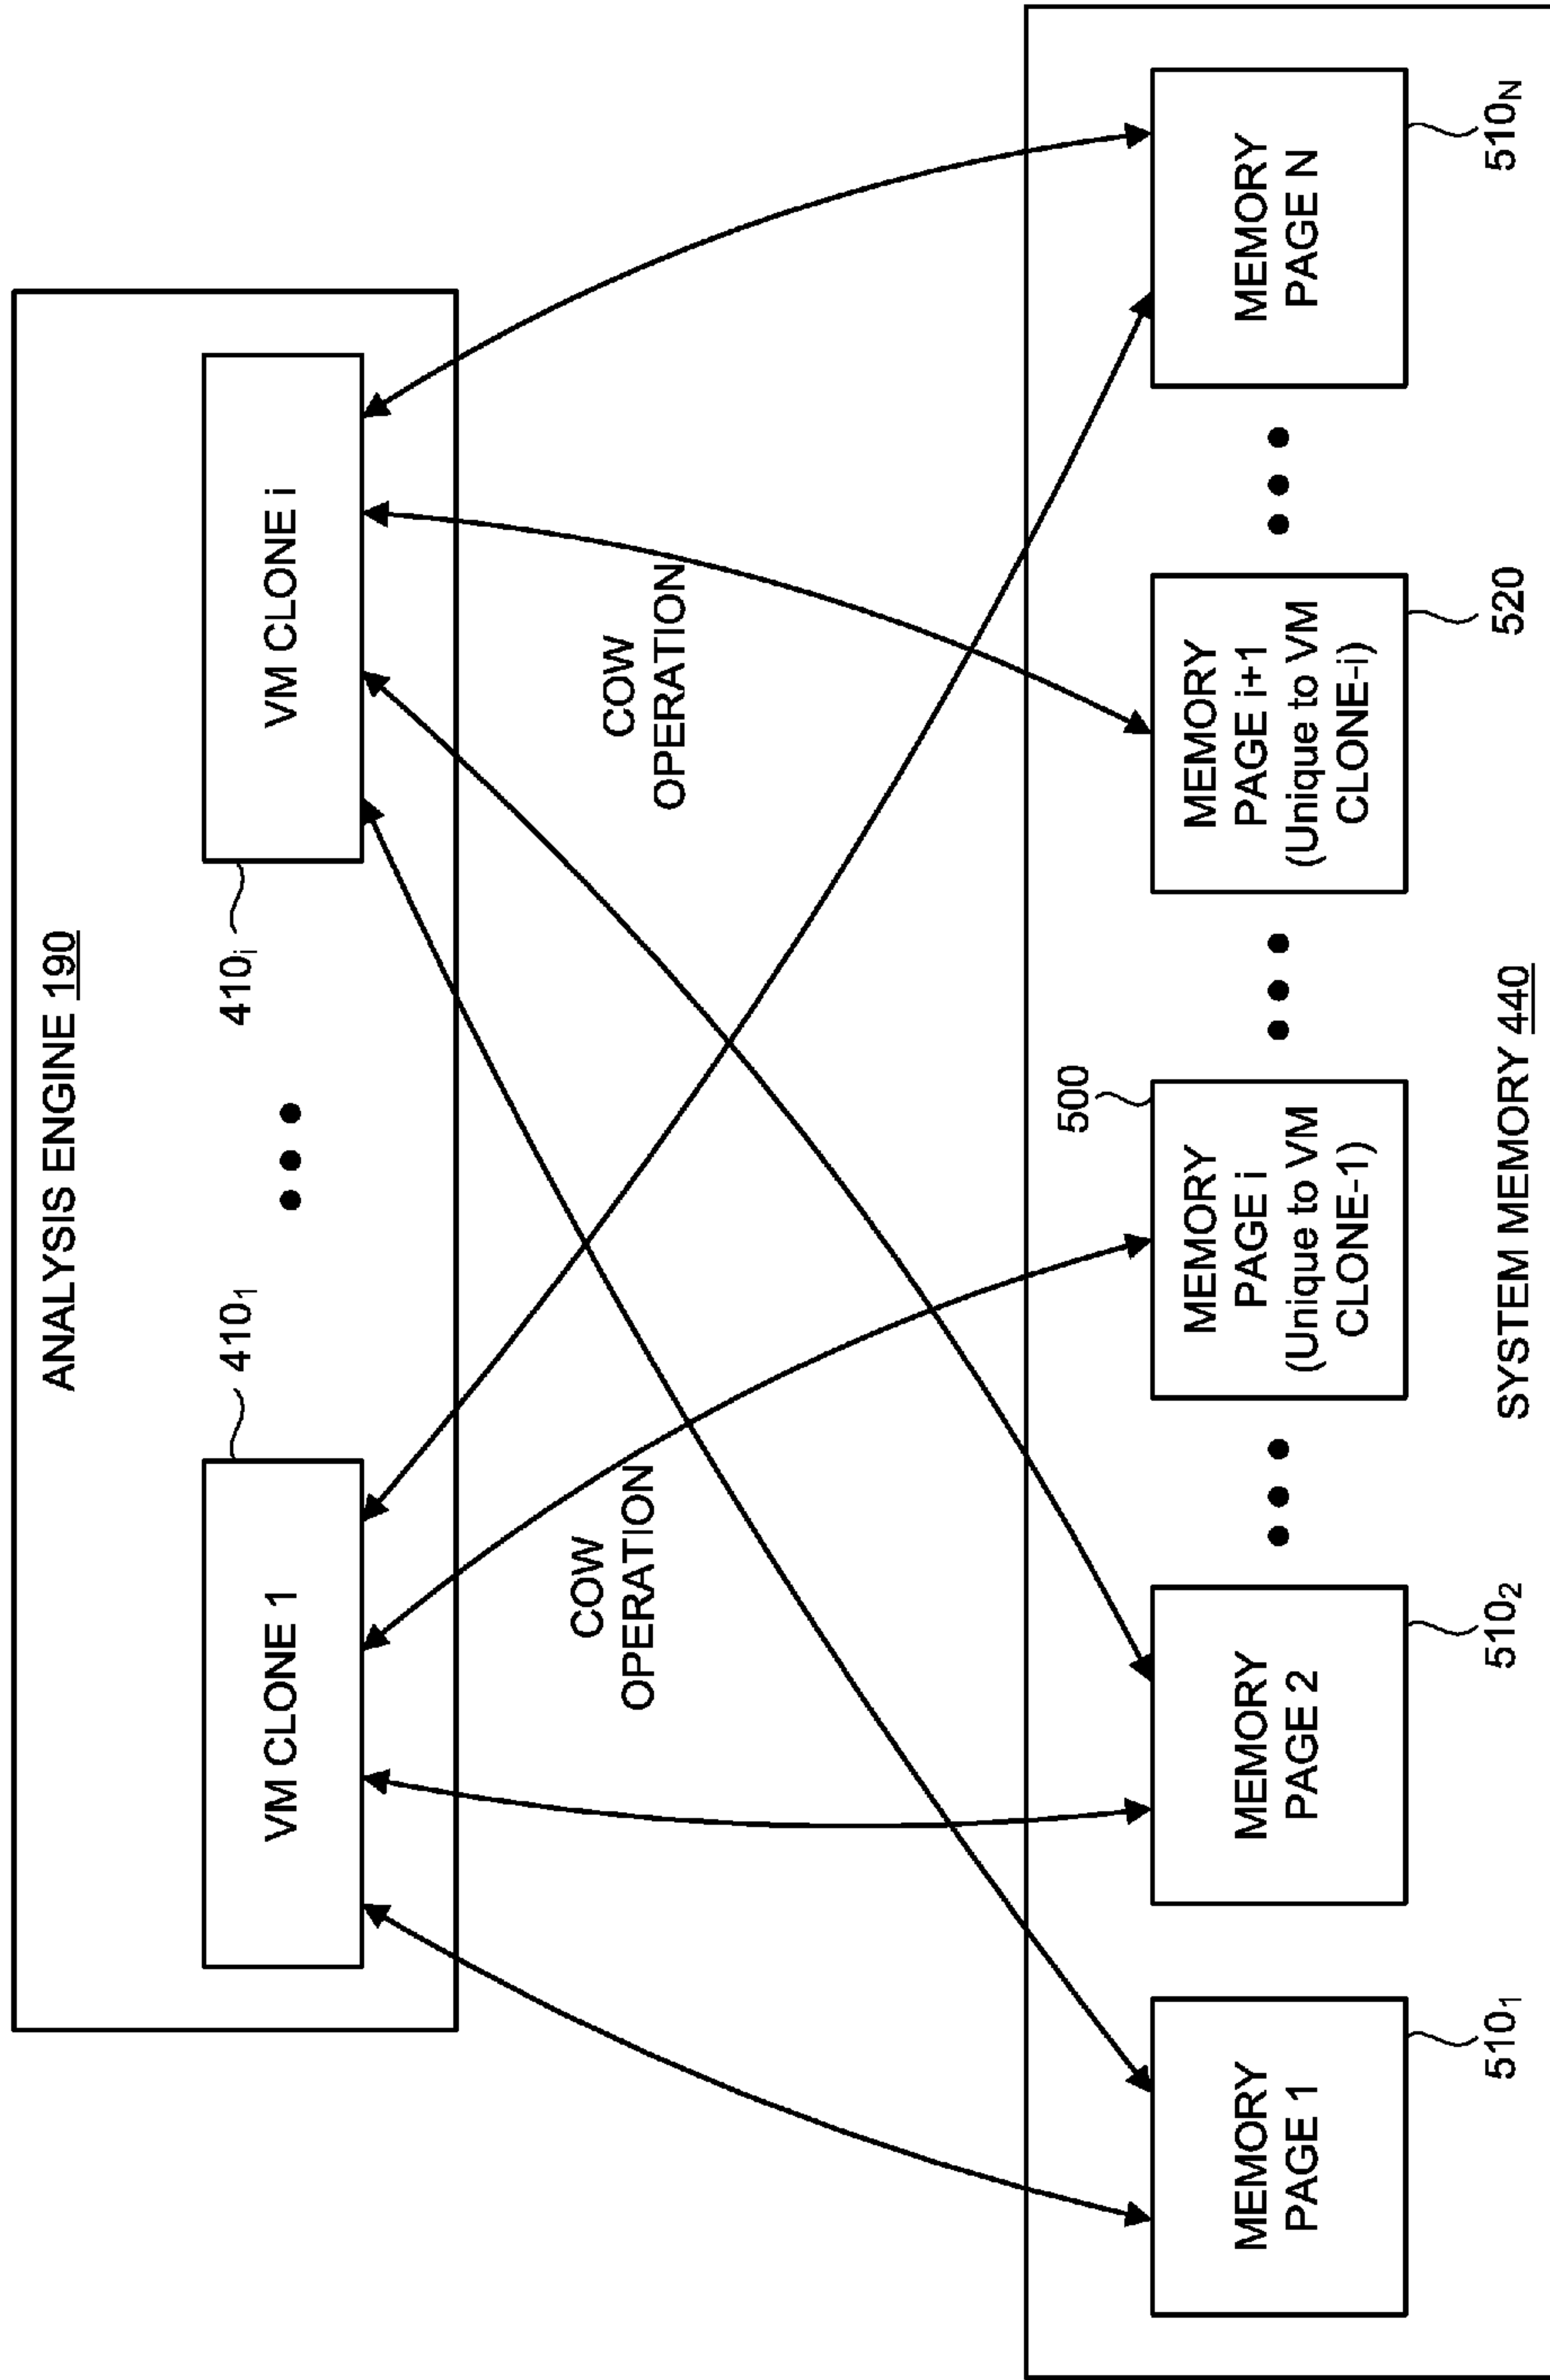 ANALYSIS ENGINE 190
410₁
410ᵢ
VM CLONE 1
VM CLONE i
COW
OPERATION
COW
OPERATION
500
MEMORY
PAGE 1
MEMORY
PAGE 2
MEMORY
PAGE i
(Unique to VM
CLONE-1)
MEMORY
PAGE i+1
(Unique to VM
CLONE-i)
MEMORY
PAGE N
510₁
510₂
SYSTEM MEMORY 440
520
510N